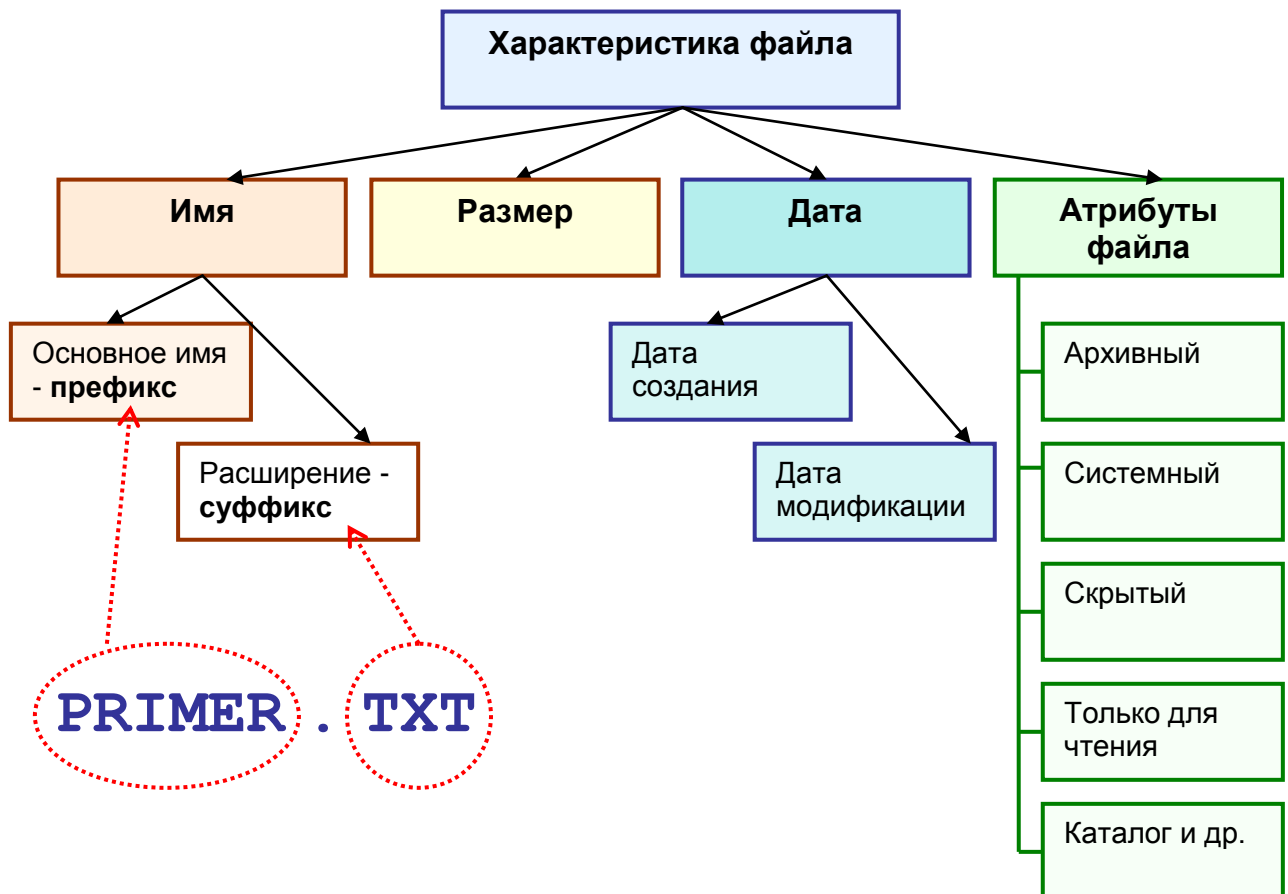 Характеристика файла
Имя
Размер
Дата
Атрибуты
файла
Основное имя
- префикс
Расширение -
суффикс
Дата
создания
Дата
модификации
Архивный
Системный
Скрытый
Только для
чтения
Каталог и др.
PRIMER . TXT